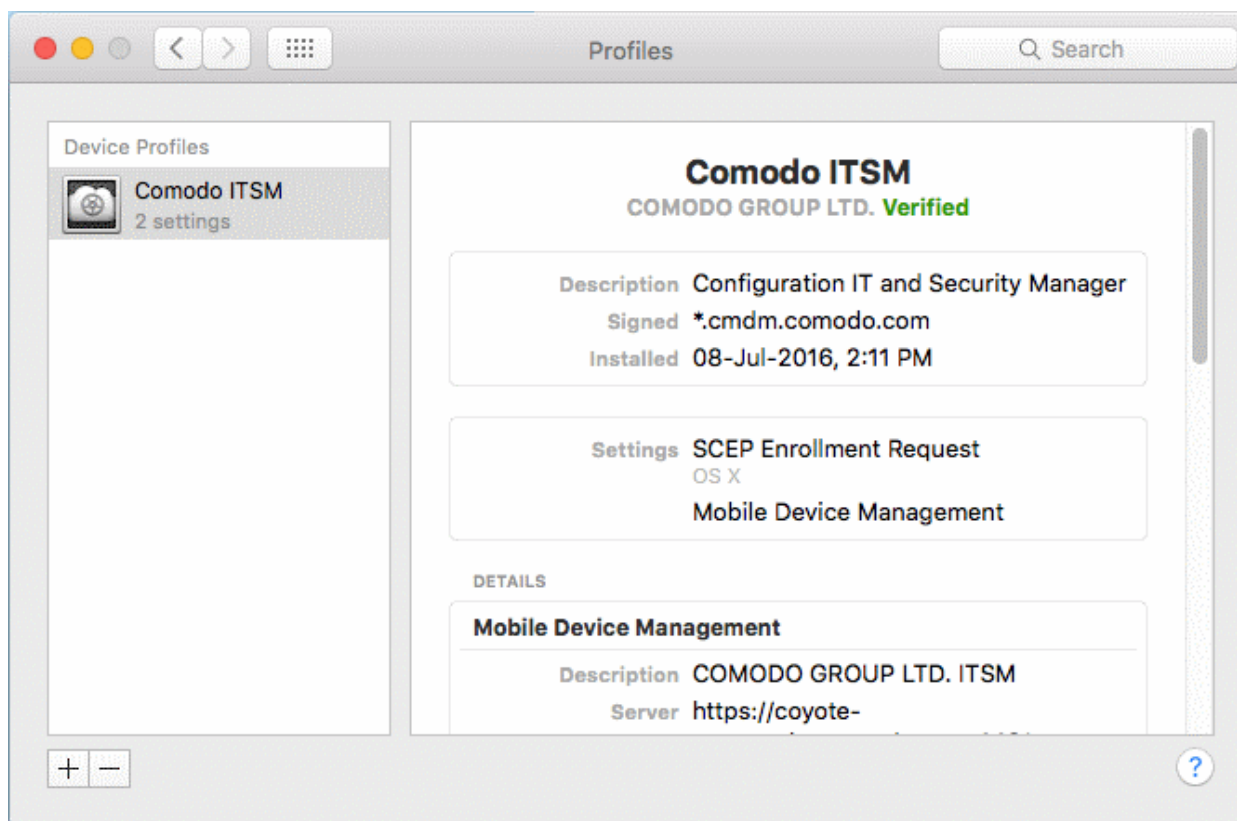 Profiles
Search
Device Profiles
Comodo ITSM
2 settings
Comodo ITSM
COMODO GROUP LTD. Verified
Description Configuration IT and Security Manager
Signed *.cmdm.comodo.com
Installed 08-Jul-2016, 2:11 PM
Settings SCEP Enrollment Request
OS X
Mobile Device Management
DETAILS
Mobile Device Management
Description COMODO GROUP LTD. ITSM
Server https://coyote-
+ −
?